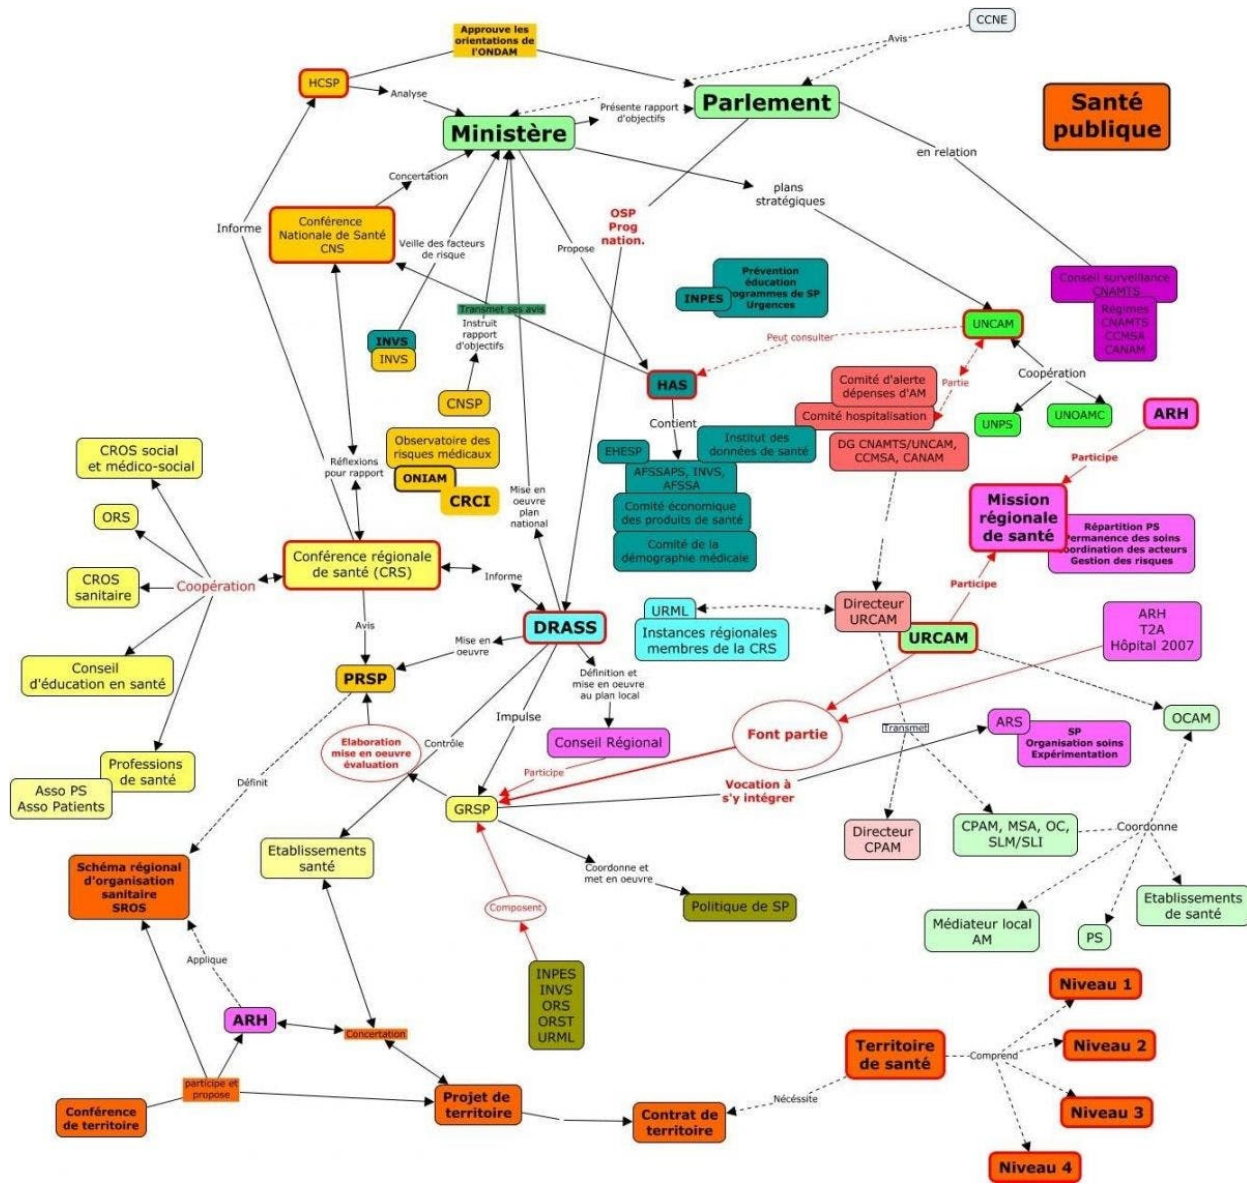 Approuve les
orientations de
l'ONDAM
CCNE
Avis
HCSP
Analyse
Parlement
Santé
publique
Présente rapport
d'objectifs
Ministère
en relation
Concertation
plans
stratégiques
Informe
Conférence
Nationale de Santé
CNS
OSP
Prog
nation.
Veille des facteurs
de risque
Propose
Prévention
éducation
rogrammes de SP
Urgences
INPES
Conseil surveillance
CNAMTS
Régimes
CNAMTS
CCMSA
CANAM
Transmet ses avis
Instruit
rapport
d'objectifs
UNCAM
Peut consulter
INVS
INVS
Coopération
HAS
Comité d'alerte
dépenses d'AM
Partie
CNSP
Comité hospitalisation
UNPS
UNOAMC
ARH
Contient
Observatoire des
risques médicaux
Institut des
données de santé
EHESP
DG CNAMTS/UNCAM,
CCMSA, CANAM
CROS social
et médico-social
Participe
Réflexions
pour rapport
ONIAM
AFSSAPS, INVS,
AFSSA
CRCI
Mise en
oeuvre
plan
national
Comité économique
des produits de santé
Mission
régionale
de santé
ORS
Répartition PS
Permanence des soins
oordination des acteurs
Gestion des risques
Comité de la
démographie médicale
Conférence régionale
de santé (CRS)
Informe
Coopération
CROS
sanitaire
Participe
URML
Directeur
URCAM
Instances régionales
membres de la CRS
ARH
T2A
Hôpital 2007
Avis
DRASS
URCAM
Mise en
oeuvre
Conseil
d'éducation en santé
PRSP
Définition et
mise en oeuvre
au plan local
Impulse
ARS
OCAM
Transmet
SP
Organisation soins
Expérimentation
Elaboration
mise en oeuvre
évaluation
Contrôle
Conseil Régional
Font partie
Professions
de santé
Asso PS
Asso Patients
Définit
Participe
Vocation à
s'y intégrer
GRSP
Directeur
CPAM
CPAM, MSA, OC,
SLM/SLI
Coordonne
Etablissements
santé
Schéma régional
d'organisation
sanitaire
SROS
Coordonne et
met en oeuvre
Composent
Politique de SP
Etablissements
de santé
Médiateur local
AM
PS
Applique
INPES
INVS
ORS
ORST
URML
Niveau 1
ARH
Concertation
Territoire
de santé
Comprend
Niveau 2
participe et
propose
Conférence
de territoire
Projet de
territoire
Nécéssite
Contrat de
territoire
Niveau 3
Niveau 4